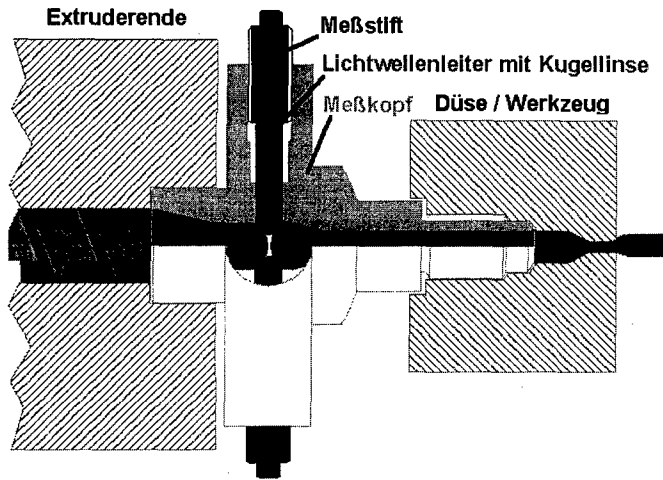 Extruderende
Meßstift
Lichtwellenleiter mit Kugellinse
Meßkopf
Düse / Werkzeug